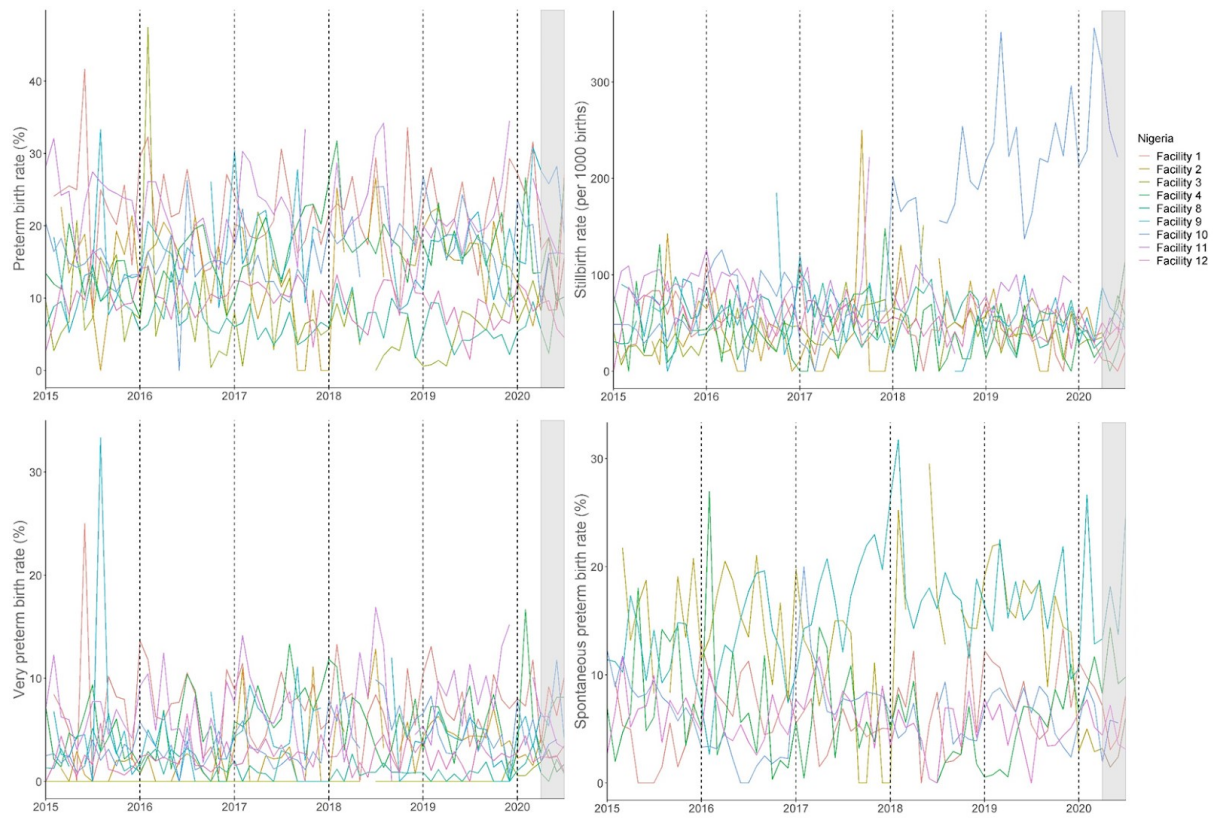 Preterm birth rate (%)
40
30
20
10
0
2015 2016 2017 2018 2019 2020
Stillbirth rate (per 1000 births)
300
200
100
0
2015 2016 2017 2018 2019 2020
Nigeria
Facility 1
Facility 2
Facility 3
Facility 4
Facility 8
Facility 9
Facility 10
Facility 11
Facility 12
Very preterm birth rate (%)
30
20
10
0
2015 2016 2017 2018 2019 2020
Spontaneous preterm birth rate (%)
30
20
10
0
2015 2016 2017 2018 2019 2020